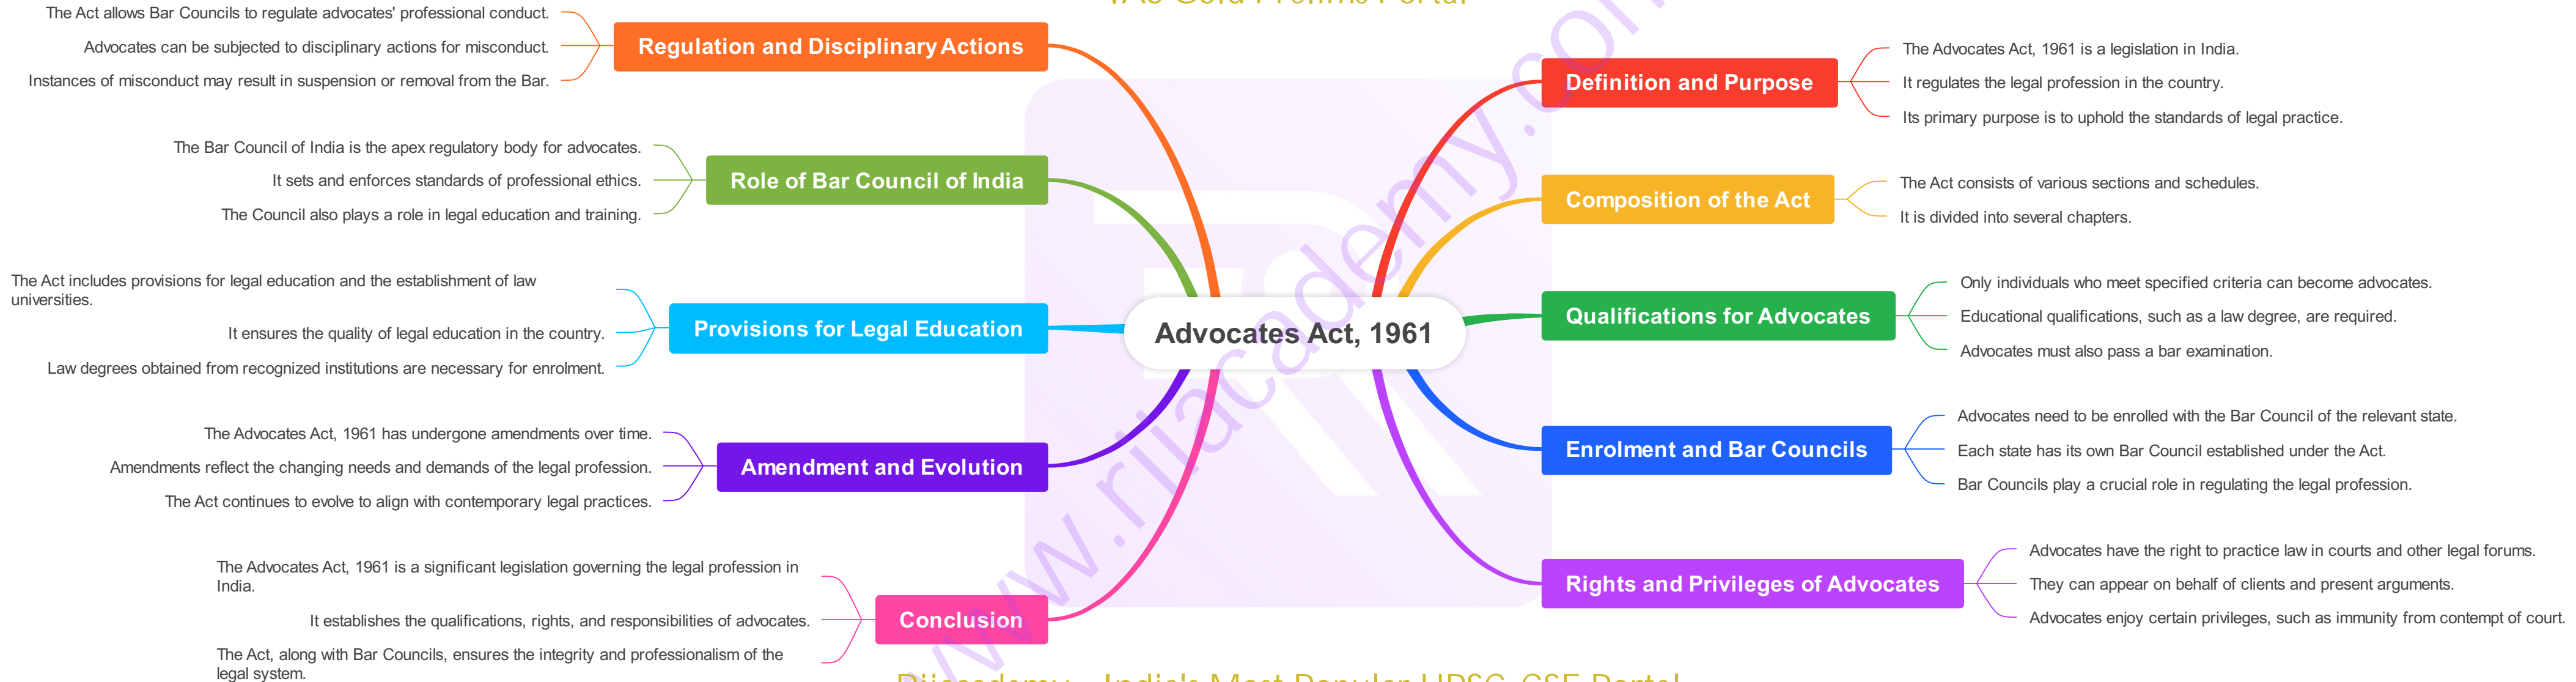 IAS Gold Prelims Portal
Advocates Act, 1961
Definition and Purpose
The Advocates Act, 1961 is a legislation in India.
It regulates the legal profession in the country.
Its primary purpose is to uphold the standards of legal practice.
Composition of the Act
The Act consists of various sections and schedules.
It is divided into several chapters.
Qualifications for Advocates
Only individuals who meet specified criteria can become advocates.
Educational qualifications, such as a law degree, are required.
Advocates must also pass a bar examination.
Enrolment and Bar Councils
Advocates need to be enrolled with the Bar Council of the relevant state.
Each state has its own Bar Council established under the Act.
Bar Councils play a crucial role in regulating the legal profession.
Rights and Privileges of Advocates
Advocates have the right to practice law in courts and other legal forums.
They can appear on behalf of clients and present arguments.
Advocates enjoy certain privileges, such as immunity from contempt of court.
Regulation and Disciplinary Actions
The Act allows Bar Councils to regulate advocates' professional conduct.
Advocates can be subjected to disciplinary actions for misconduct.
Instances of misconduct may result in suspension or removal from the Bar.
Role of Bar Council of India
The Bar Council of India is the apex regulatory body for advocates.
It sets and enforces standards of professional ethics.
The Council also plays a role in legal education and training.
Provisions for Legal Education
The Act includes provisions for legal education and the establishment of law
universities.
It ensures the quality of legal education in the country.
Law degrees obtained from recognized institutions are necessary for enrolment.
Amendment and Evolution
The Advocates Act, 1961 has undergone amendments over time.
Amendments reflect the changing needs and demands of the legal profession.
The Act continues to evolve to align with contemporary legal practices.
Conclusion
The Advocates Act, 1961 is a significant legislation governing the legal profession in
India.
It establishes the qualifications, rights, and responsibilities of advocates.
The Act, along with Bar Councils, ensures the integrity and professionalism of the
legal system.
www.rijacademy.com
India's Most Popular UPSC CSE Portal